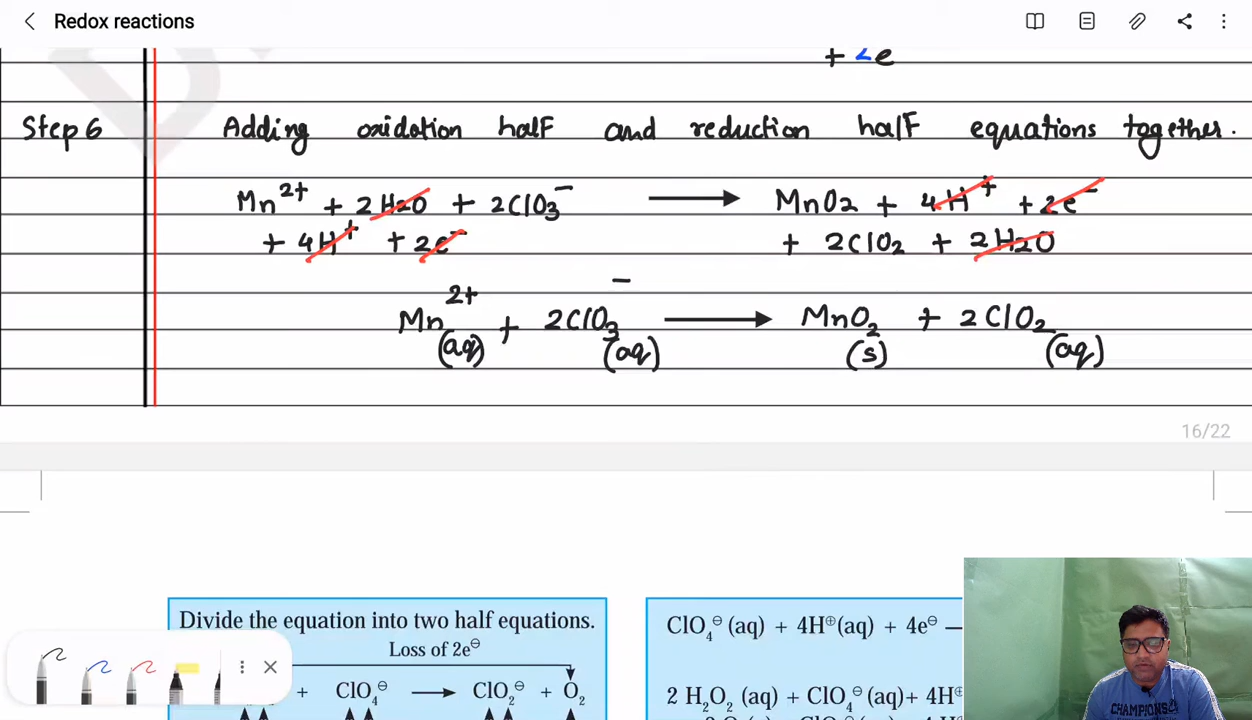 Redox reactions
+ 2e
Step 6 Adding oxidation half and reduction half equations together.
Mn²⁺ + 2H2O + 2ClO₃⁻ ⟶ MnO2 + 4H⁺ + 2e⁻
+ 4H⁺ + 2e⁻ + 2ClO₂ + 2H2O
Mn²⁺(aq) + 2ClO₃⁻(aq) ⟶ MnO₂(s) + 2ClO₂(aq)
16/22
Divide the equation into two half equations.
Loss of 2e⊖
+ ClO₄⊖ ⟶ ClO₂⊖ + O₂
ClO₄⊖ (aq) + 4H⊕(aq) + 4e⊖
2 H₂O₂ (aq) + ClO₄⊖(aq)+ 4H⊕
CHAMPIONS